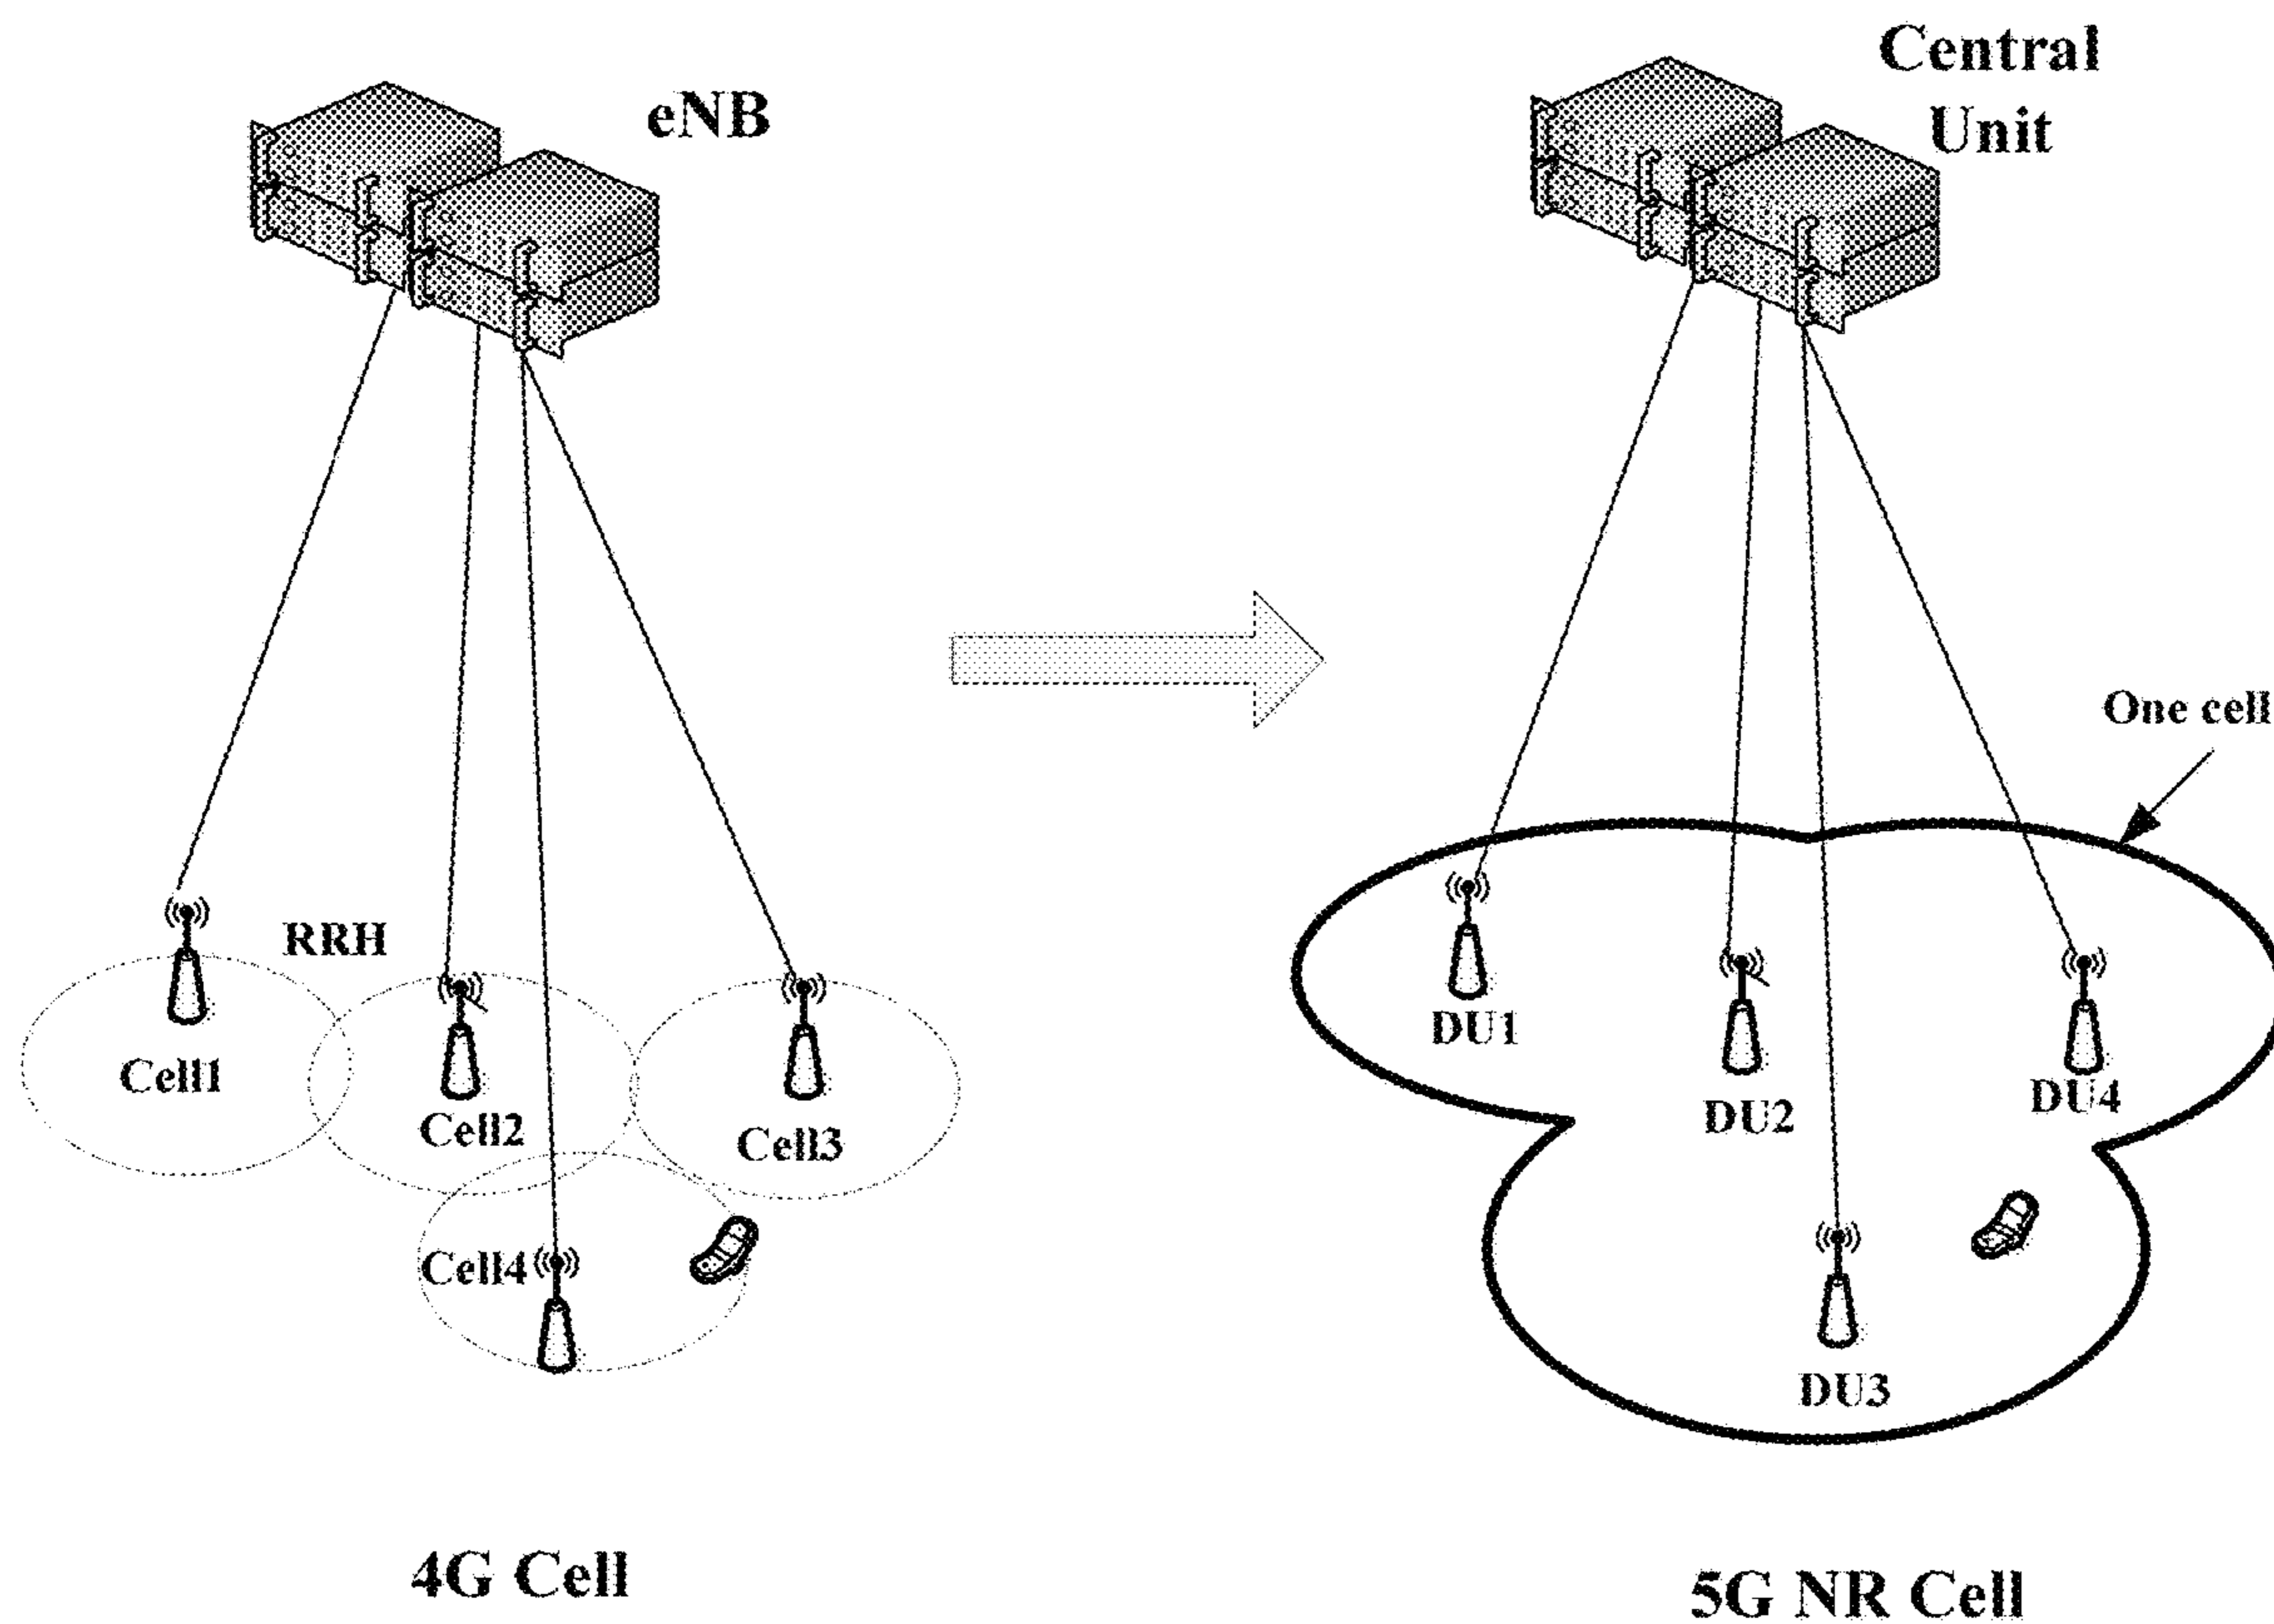 eNB
Central
Unit
One cell
RRH
Cell1
Cell2
Cell3
Cell4
DU1
DU2
DU4
DU3
4G Cell
5G NR Cell